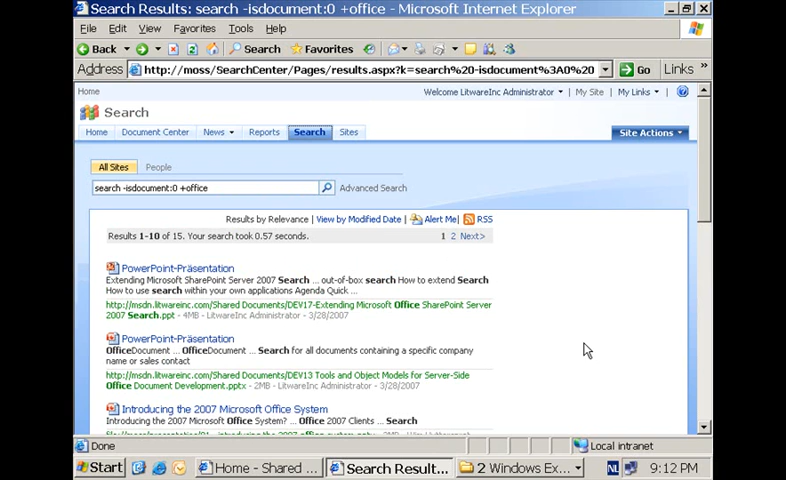 Search Results: search -isdocument:0 +office - Microsoft Internet Explorer
File Edit View Favorites Tools Help
Back Search Favorites
Address http://moss/SearchCenter/Pages/results.aspx?k=search%20-isdocument%3A0%20 Go Links »
Home Welcome LitwareInc Administrator My Site My Links
Search
Home Document Center News Reports Search Sites Site Actions
All Sites People
search -isdocument:0 +office Advanced Search
Results by Relevance | View by Modified Date | Alert Me | RSS
Results 1-10 of 15. Your search took 0.57 seconds. 1 2 Next>
PowerPoint-Präsentation
Extending Microsoft SharePoint Server 2007 Search ... out-of-box search How to extend Search
How to use search within your own applications Agenda Quick ...
http://msdn.litwareinc.com/Shared Documents/DEV17-Extending Microsoft Office SharePoint Server
2007 Search.ppt - 4MB - LitwareInc Administrator - 3/28/2007
PowerPoint-Präsentation
OfficeDocument ... OfficeDocument ... Search for all documents containing a specific company
name or sales contact
http://msdn.litwareinc.com/Shared Documents/DEV13 Tools and Object Models for Server-Side
Office Document Development.pptx - 2MB - LitwareInc Administrator - 3/28/2007
Introducing the 2007 Microsoft Office System
Introducing the 2007 Microsoft Office System? ... Office 2007 Clients ... Search
Done Local intranet
Start Home - Shared ... Search Result... 2 Windows Ex... NL 9:12 PM